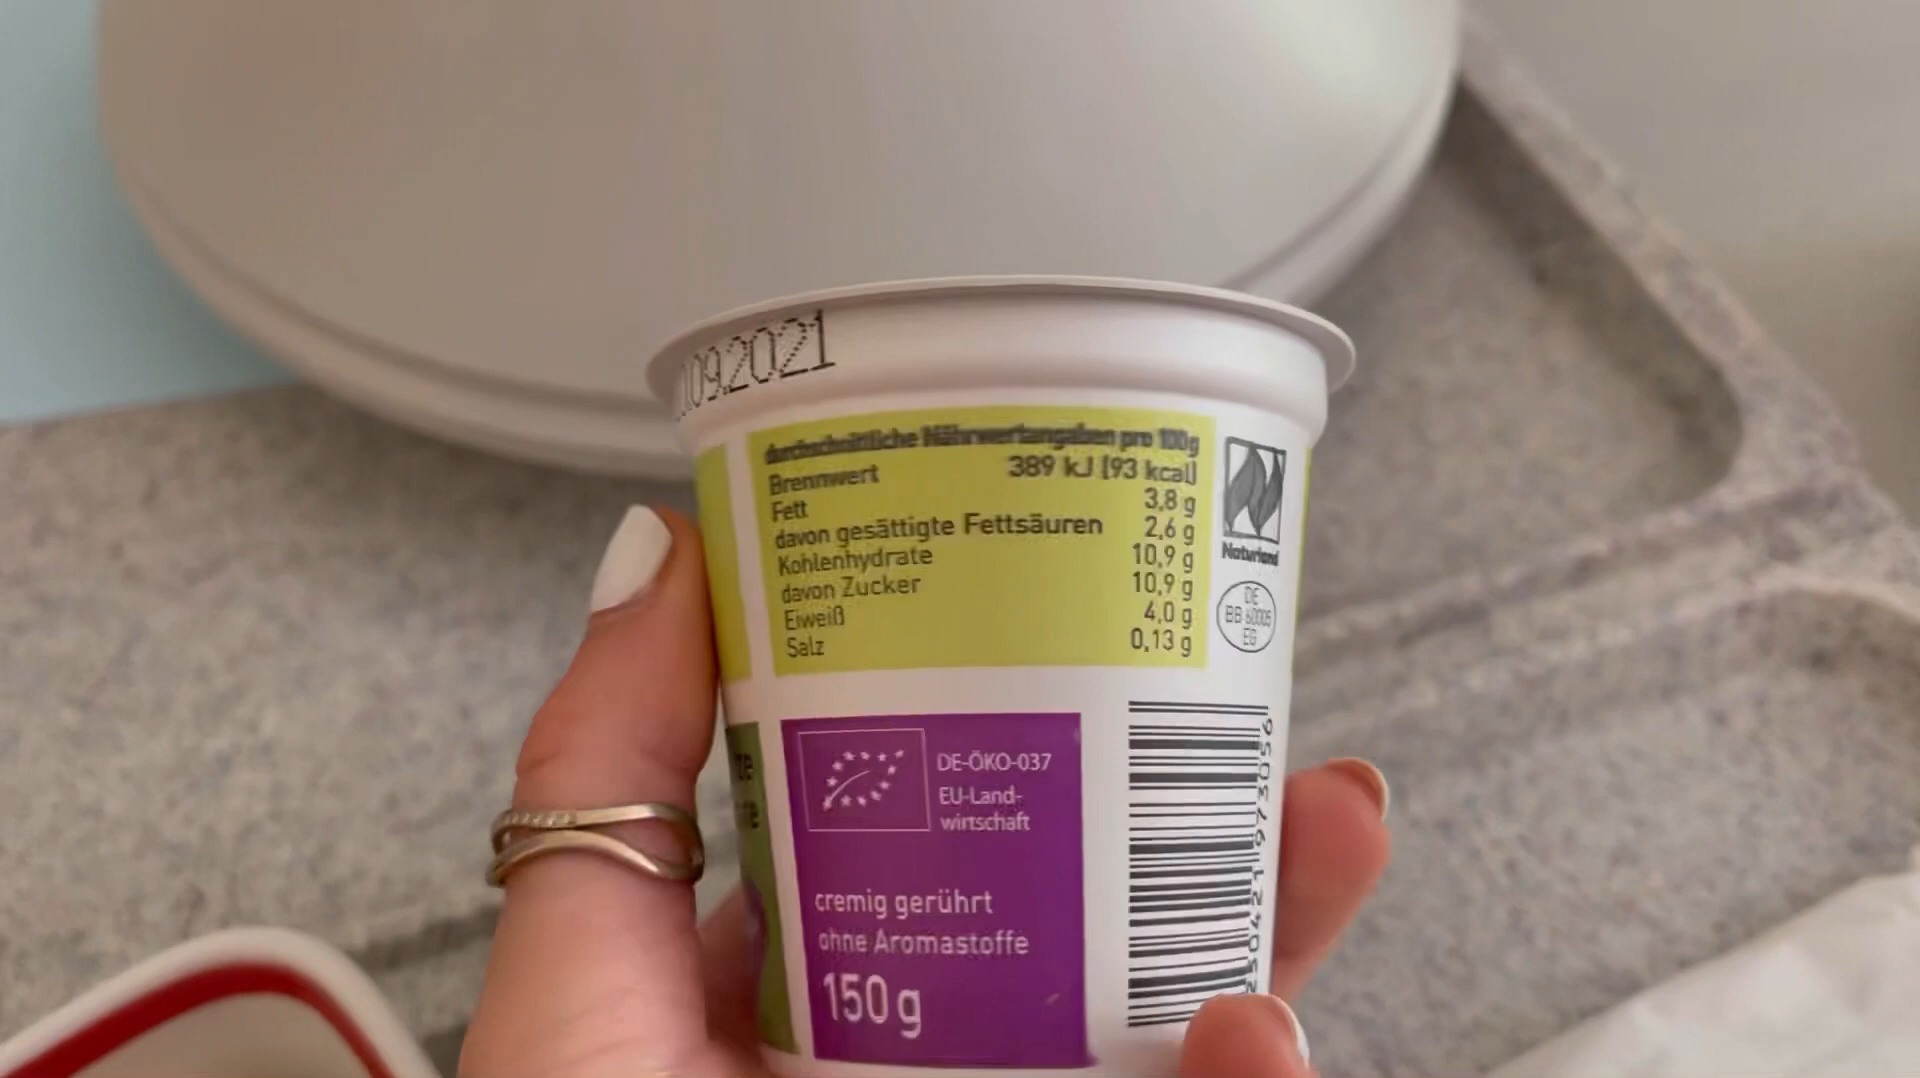 .09.2021
durchschnittliche Nährwertangaben pro 100g
Brennwert 389 kJ (93 kcal)
Fett 3,8 g
davon gesättigte Fettsäuren 2,6 g
Kohlenhydrate 10,9 g
davon Zucker 10,9 g
Eiweiß 4,0 g
Salz 0,13 g
Naturland
DE
BB 60005
EG
DE-ÖKO-037
EU-Land-
wirtschaft
cremig gerührt
ohne Aromastoffe
150 g
230421 973056